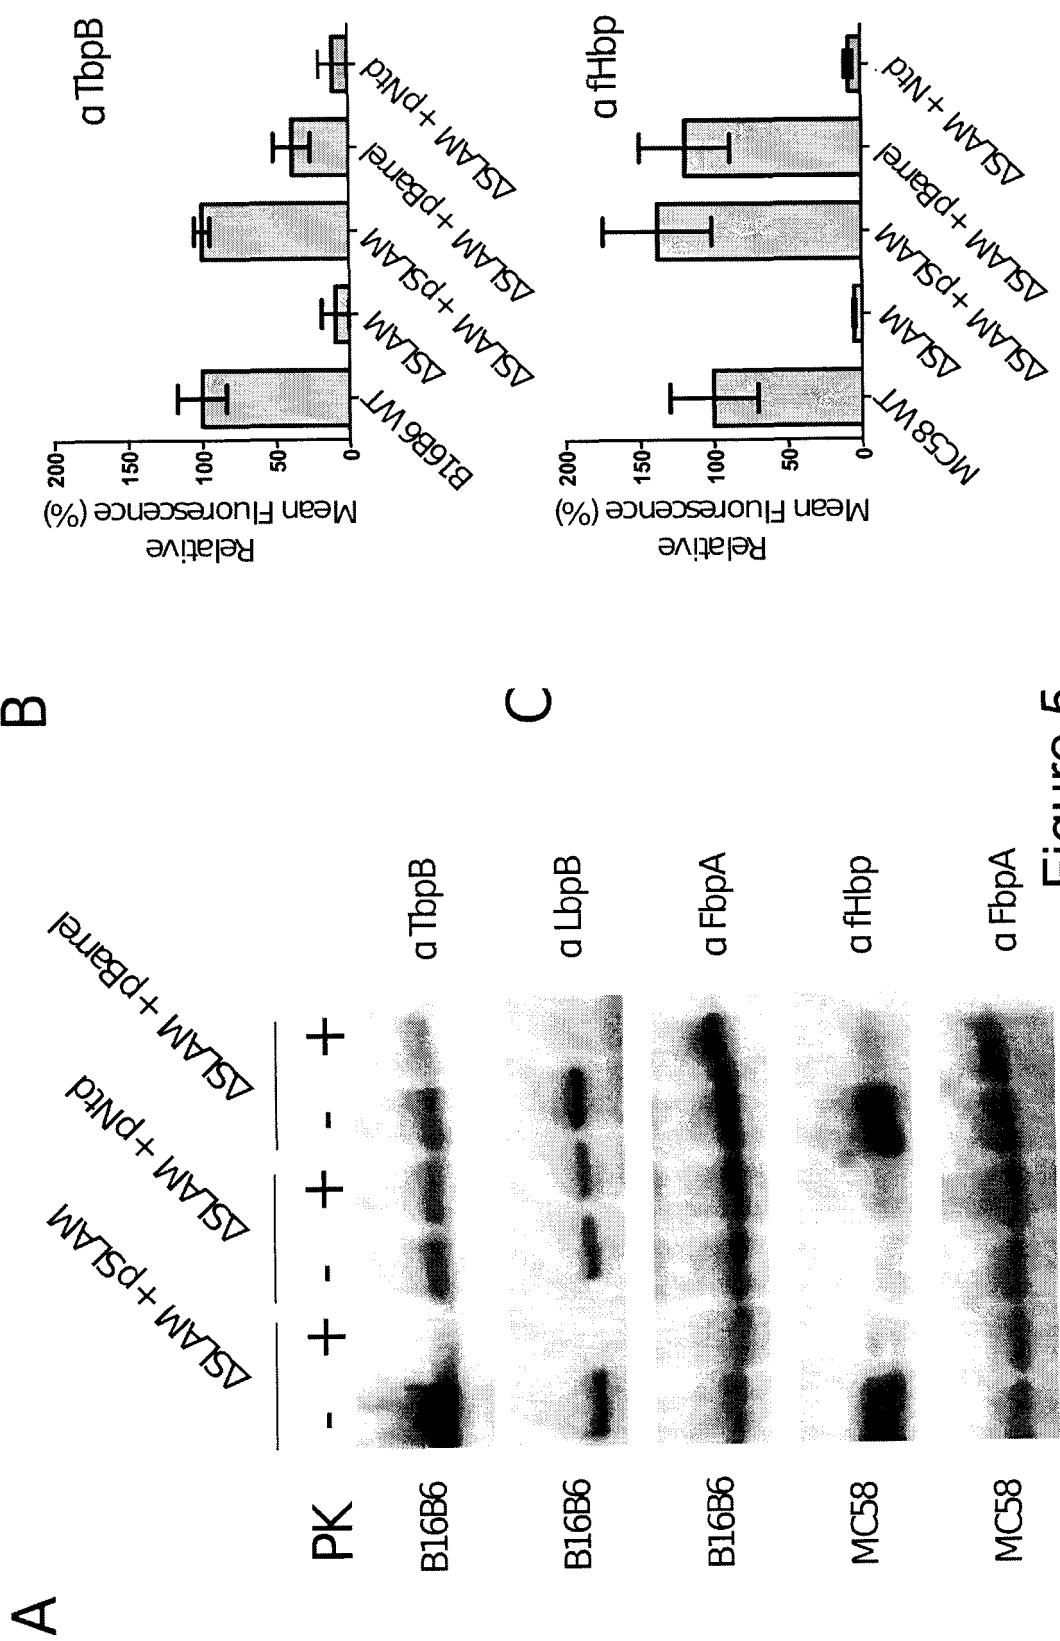 A
ΔSLAM + pSLAM
ΔSLAM + pNtd
ΔSLAM + pBarrel
PK - + - + - +
B16B6 α TbpB
B16B6 α LbpB
B16B6 α FbpA
MC58 α fHbp
MC58 α FbpA
B
α TbpB
Relative
Mean Fluorescence (%)
200
150
100
50
0
B16B6 WT
ΔSLAM
ΔSLAM + pSLAM
ΔSLAM + pBarrel
ΔSLAM + pNtd
C
α fHbp
Relative
Mean Fluorescence (%)
200
150
100
50
0
MC58 WT
ΔSLAM
ΔSLAM + pSLAM
ΔSLAM + pBarrel
ΔSLAM + Ntd
Figure 5